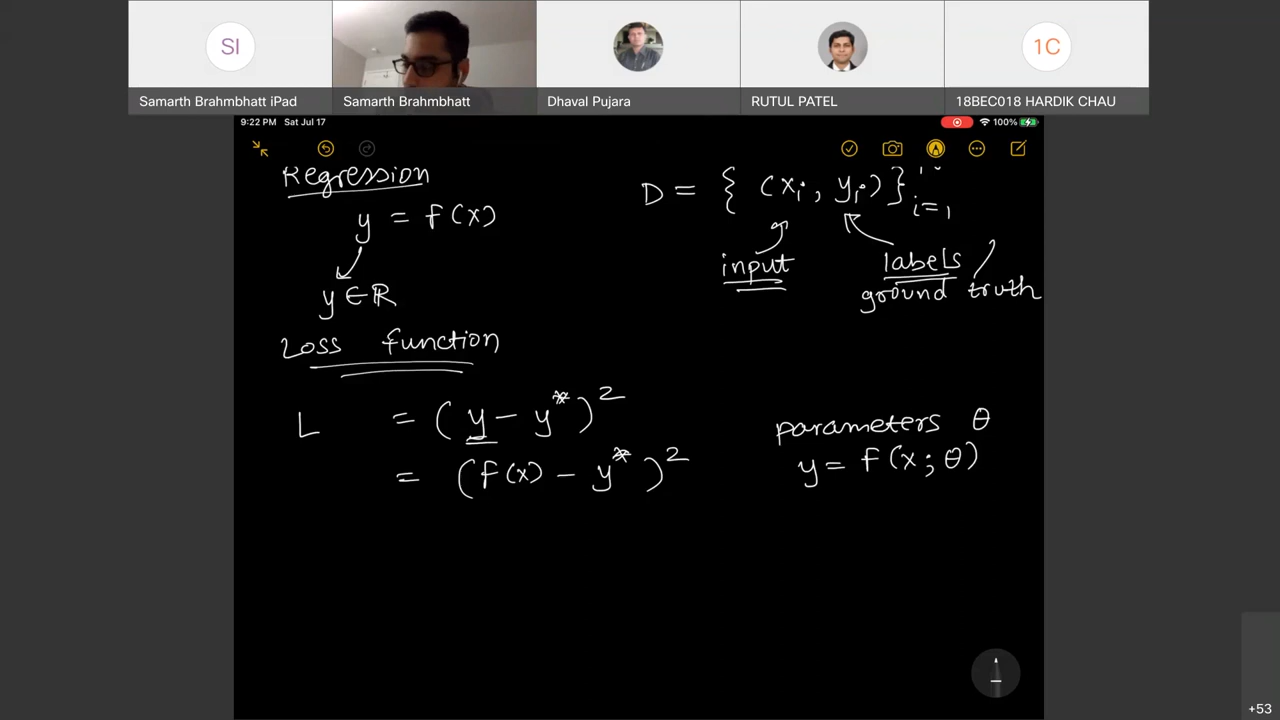 SI
Samarth Brahmbhatt iPad
Samarth Brahmbhatt
Dhaval Pujara
RUTUL PATEL
1C
18BEC018 HARDIK CHAU
9:22 PM Sat Jul 17
100%
Regression
y = f(x)
y ∈ ℝ
D = { (xi, yi) } i=1
input
labels
ground truth
Loss function
L = (y - y*)²
= (f(x) - y*)²
parameters θ
y = f(x; θ)
+53